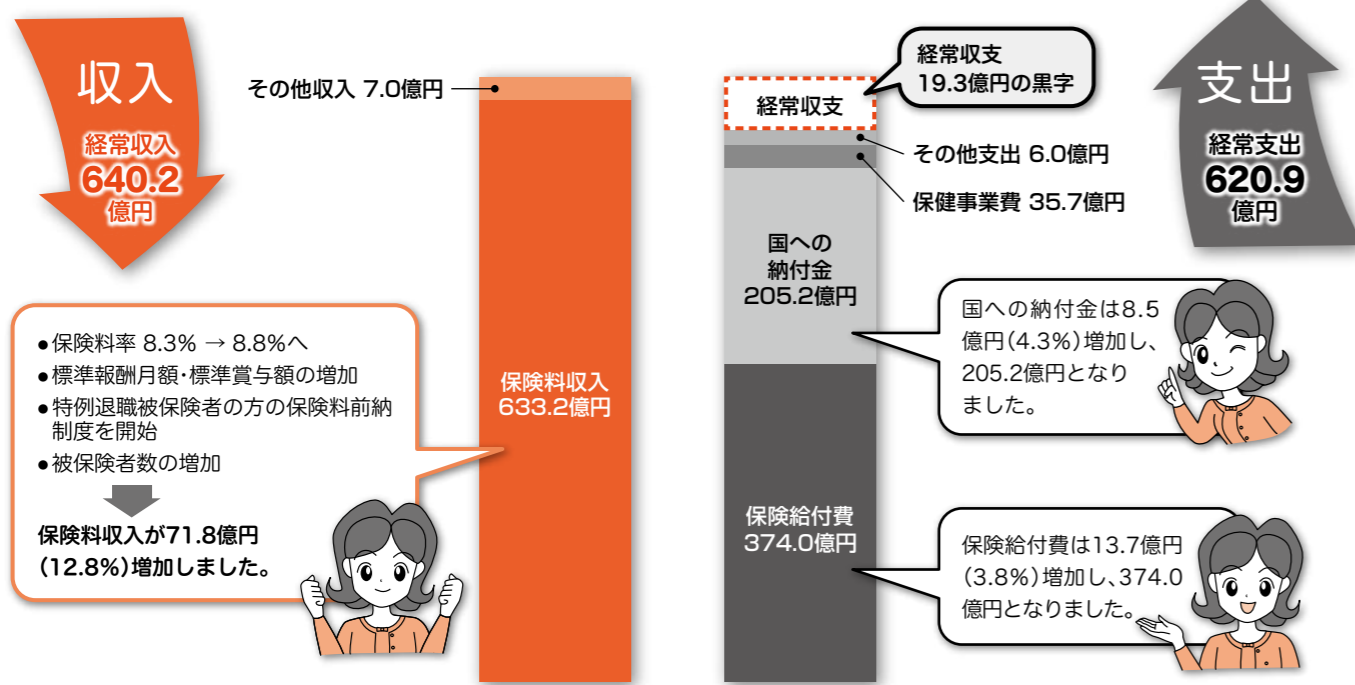 収入
経常収入
640.2
億円
その他収入 7.0億円
保険料収入
633.2億円
●保険料率 8.3% → 8.8%へ
●標準報酬月額・標準賞与額の増加
●特例退職被保険者の方の保険料前納
制度を開始
●被保険者数の増加
保険料収入が71.8億円
(12.8%)増加しました。
経常収支
経常収支
19.3億円の黒字
その他支出 6.0億円
保健事業費 35.7億円
国への
納付金
205.2億円
保険給付費
374.0億円
支出
経常支出
620.9
億円
国への納付金は8.5
億円(4.3%)増加し、
205.2億円となり
ました。
保険給付費は13.7億円
(3.8%)増加し、374.0
億円となりました。